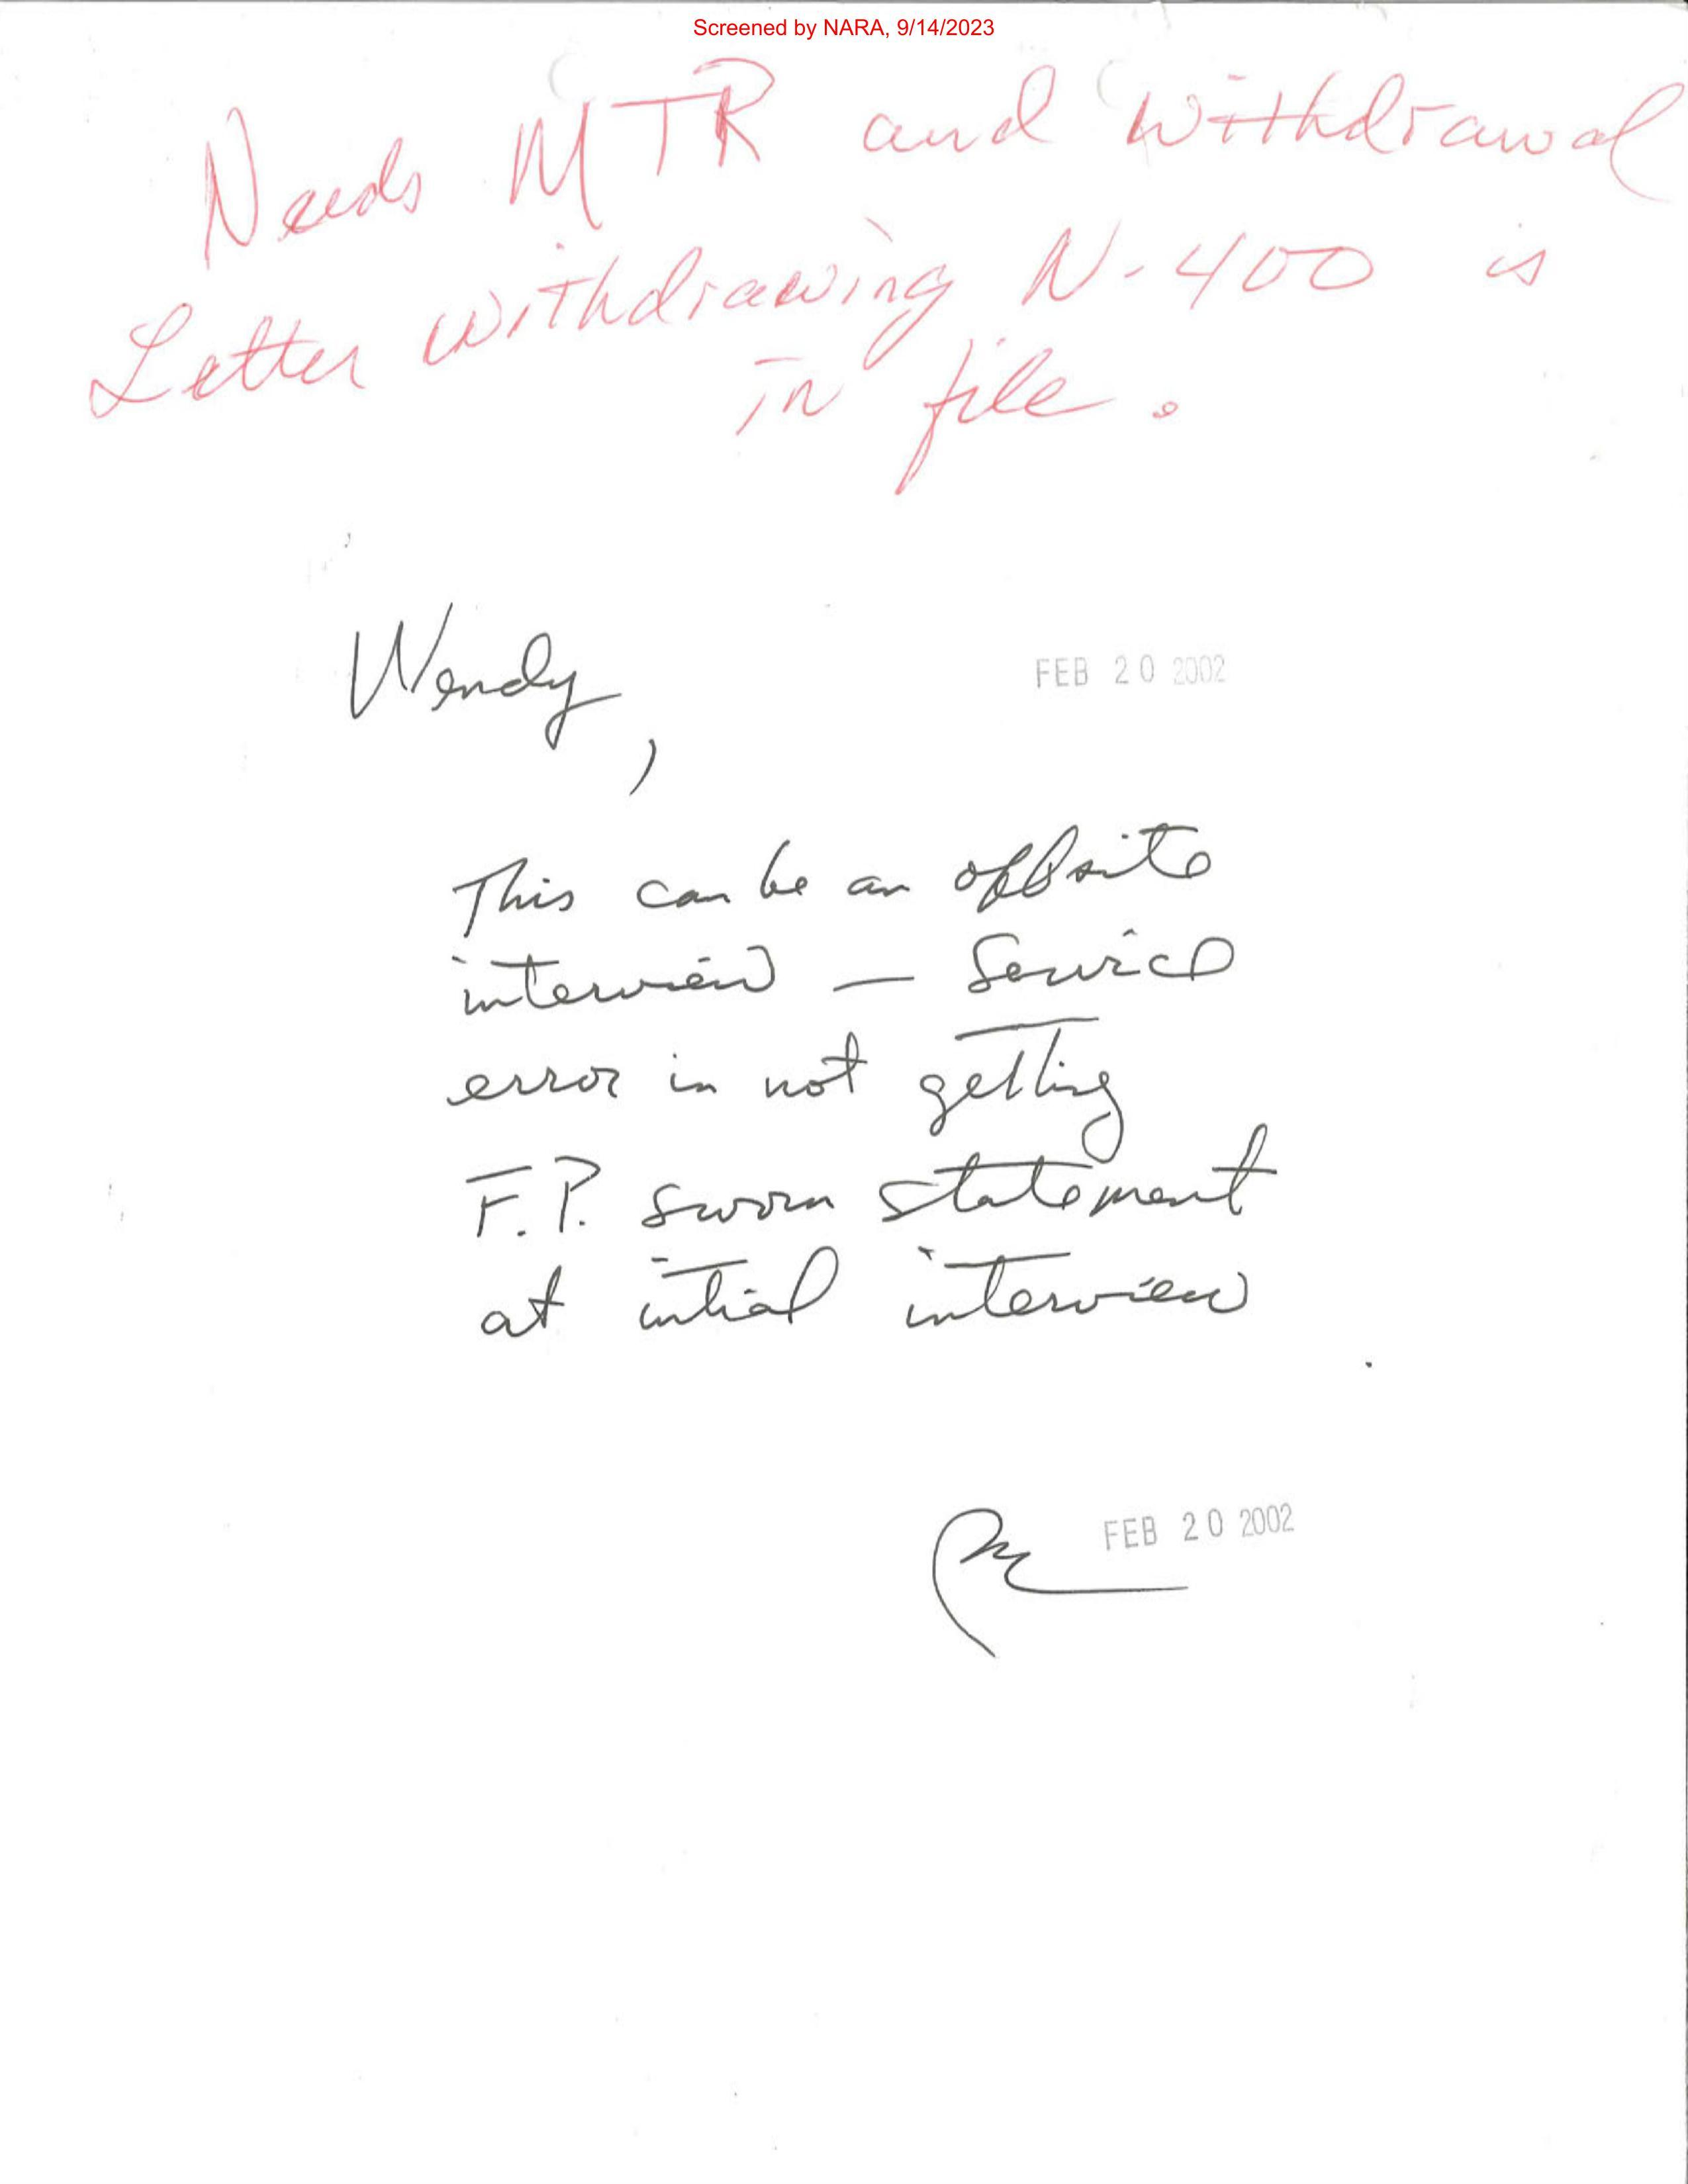 Screened by NARA, 9/14/2023
Needs MTR and withdrawal
Letter withdrawing N-400 is
in file.
Wendy,
FEB 20 2002
This can be an offsite
interview — Service
error in not getting
F.P. sworn statement
at intial interview
FEB 20 2002